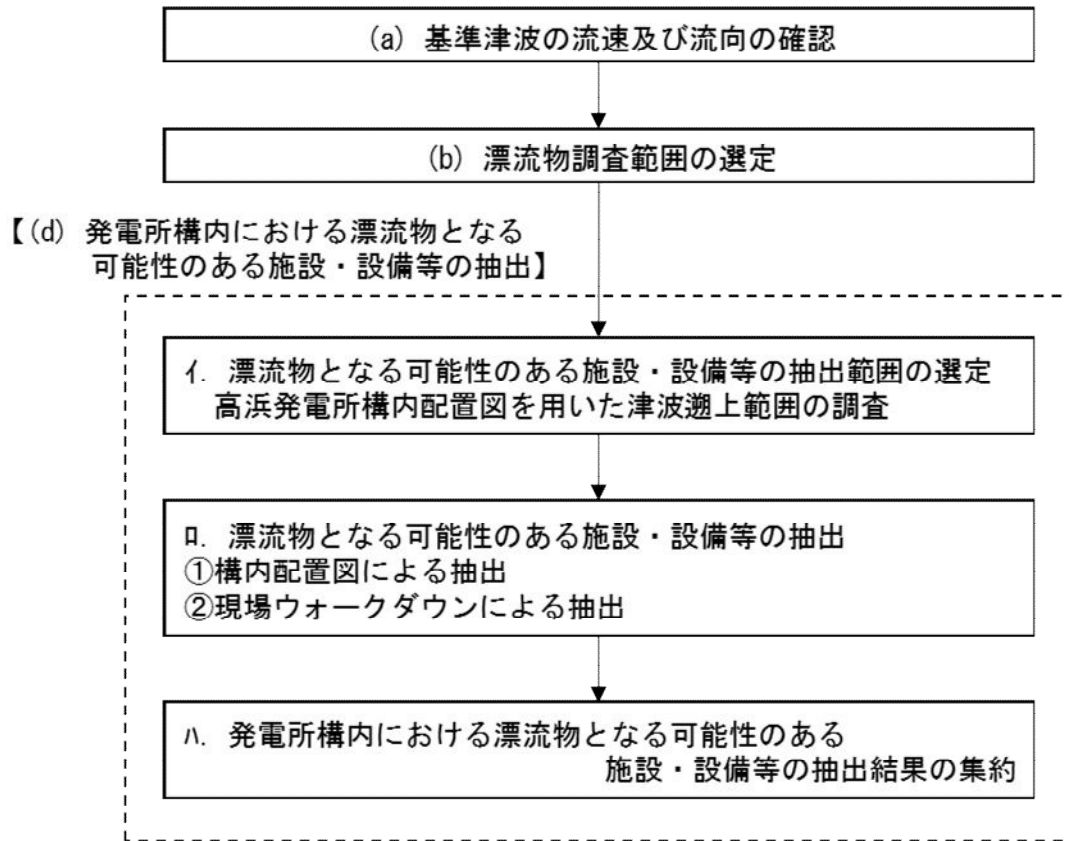 (a) 基準津波の流速及び流向の確認
(b) 漂流物調査範囲の選定
【(d) 発電所構内における漂流物となる
可能性のある施設・設備等の抽出】
ｲ. 漂流物となる可能性のある施設・設備等の抽出範囲の選定
高浜発電所構内配置図を用いた津波遡上範囲の調査
ﾛ. 漂流物となる可能性のある施設・設備等の抽出
①構内配置図による抽出
②現場ウォークダウンによる抽出
ﾊ. 発電所構内における漂流物となる可能性のある
施設・設備等の抽出結果の集約